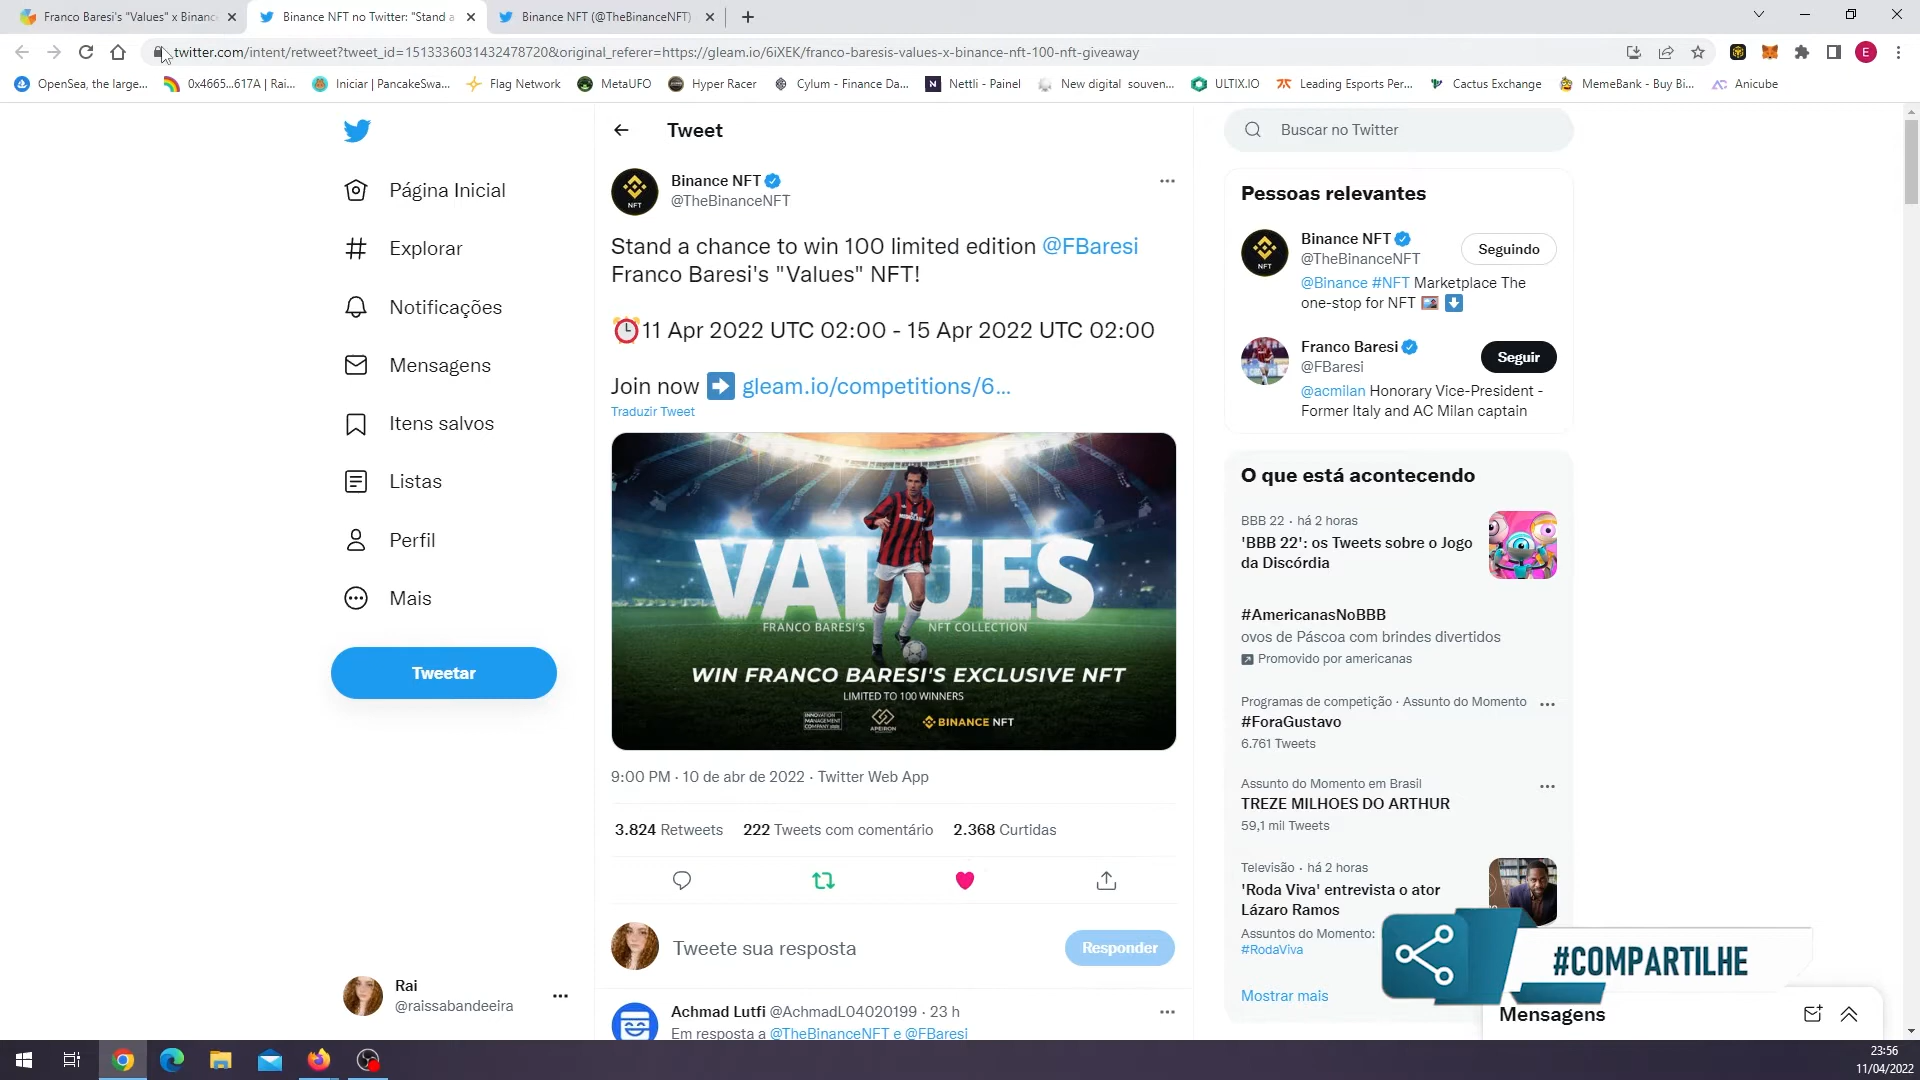 Franco Baresi's "Values" x Binanc
Binance NFT no Twitter: "Stand a
Binance NFT (@TheBinanceNFT)
twitter.com/intent/retweet?tweet_id=1513336031432478720&original_referer=https://gleam.io/6iXEK/franco-baresis-values-x-binance-nft-100-nft-giveaway
E
OpenSea, the large...
0x4665...617A | Rai...
Iniciar | PancakeSwa...
Flag Network
MetaUFO
Hyper Racer
Cylum - Finance Da...
Nettli - Painel
New digital souven...
ULTIX.IO
Leading Esports Per...
Cactus Exchange
MemeBank - Buy Bi...
Anicube
Página Inicial
Explorar
Notificações
Mensagens
Itens salvos
Listas
Perfil
Mais
Tweetar
Rai
@raissabandeeira
Tweet
Binance NFT
@TheBinanceNFT
Stand a chance to win 100 limited edition @FBaresi
Franco Baresi's "Values" NFT!
11 Apr 2022 UTC 02:00 - 15 Apr 2022 UTC 02:00
Join now gleam.io/competitions/6...
Traduzir Tweet
VALUES
FRANCO BARESI'S NFT COLLECTION
WIN FRANCO BARESI'S EXCLUSIVE NFT
LIMITED TO 100 WINNERS
INNOVATION MANAGEMENT COMPANY
APEIRON
BINANCE NFT
9:00 PM · 10 de abr de 2022 · Twitter Web App
3.824 Retweets 222 Tweets com comentário 2.368 Curtidas
Tweete sua resposta
Responder
Achmad Lutfi @AchmadL04020199 · 23 h
Em resposta a @TheBinanceNFT e @FBaresi
Buscar no Twitter
Pessoas relevantes
Binance NFT
@TheBinanceNFT
Seguindo
@Binance #NFT Marketplace The
one-stop for NFT
Franco Baresi
@FBaresi
Seguir
@acmilan Honorary Vice-President -
Former Italy and AC Milan captain
O que está acontecendo
BBB 22 · há 2 horas
'BBB 22': os Tweets sobre o Jogo
da Discórdia
#AmericanasNoBBB
ovos de Páscoa com brindes divertidos
Promovido por americanas
Programas de competição · Assunto do Momento
#ForaGustavo
6.761 Tweets
Assunto do Momento em Brasil
TREZE MILHOES DO ARTHUR
59,1 mil Tweets
Televisão · há 2 horas
'Roda Viva' entrevista o ator
Lázaro Ramos
Assuntos do Momento:
#RodaViva
Mostrar mais
#COMPARTILHE
Mensagens
23:56
11/04/2022